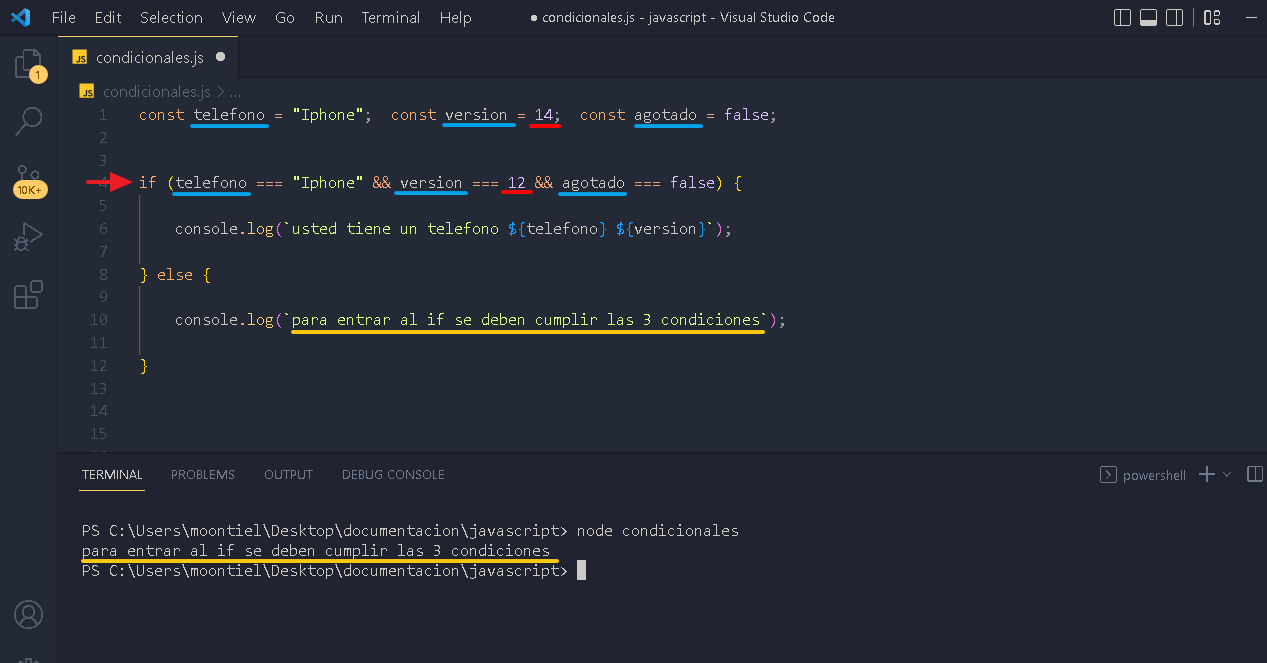 File Edit Selection View Go Run Terminal Help ● condicionales.js - javascript - Visual Studio Code
JS condicionales.js ●
JS condicionales.js > ...
1 const telefono = "Iphone"; const version = 14; const agotado = false;
2
3
4 if (telefono === "Iphone" && version === 12 && agotado === false) {
5
6 console.log(`usted tiene un telefono ${telefono} ${version}`);
7
8 } else {
9
10 console.log(`para entrar al if se deben cumplir las 3 condiciones`);
11
12 }
13
14
15
1
10K+
TERMINAL PROBLEMS OUTPUT DEBUG CONSOLE powershell
PS C:\Users\moontiel\Desktop\documentacion\javascript> node condicionales
para entrar al if se deben cumplir las 3 condiciones
PS C:\Users\moontiel\Desktop\documentacion\javascript>